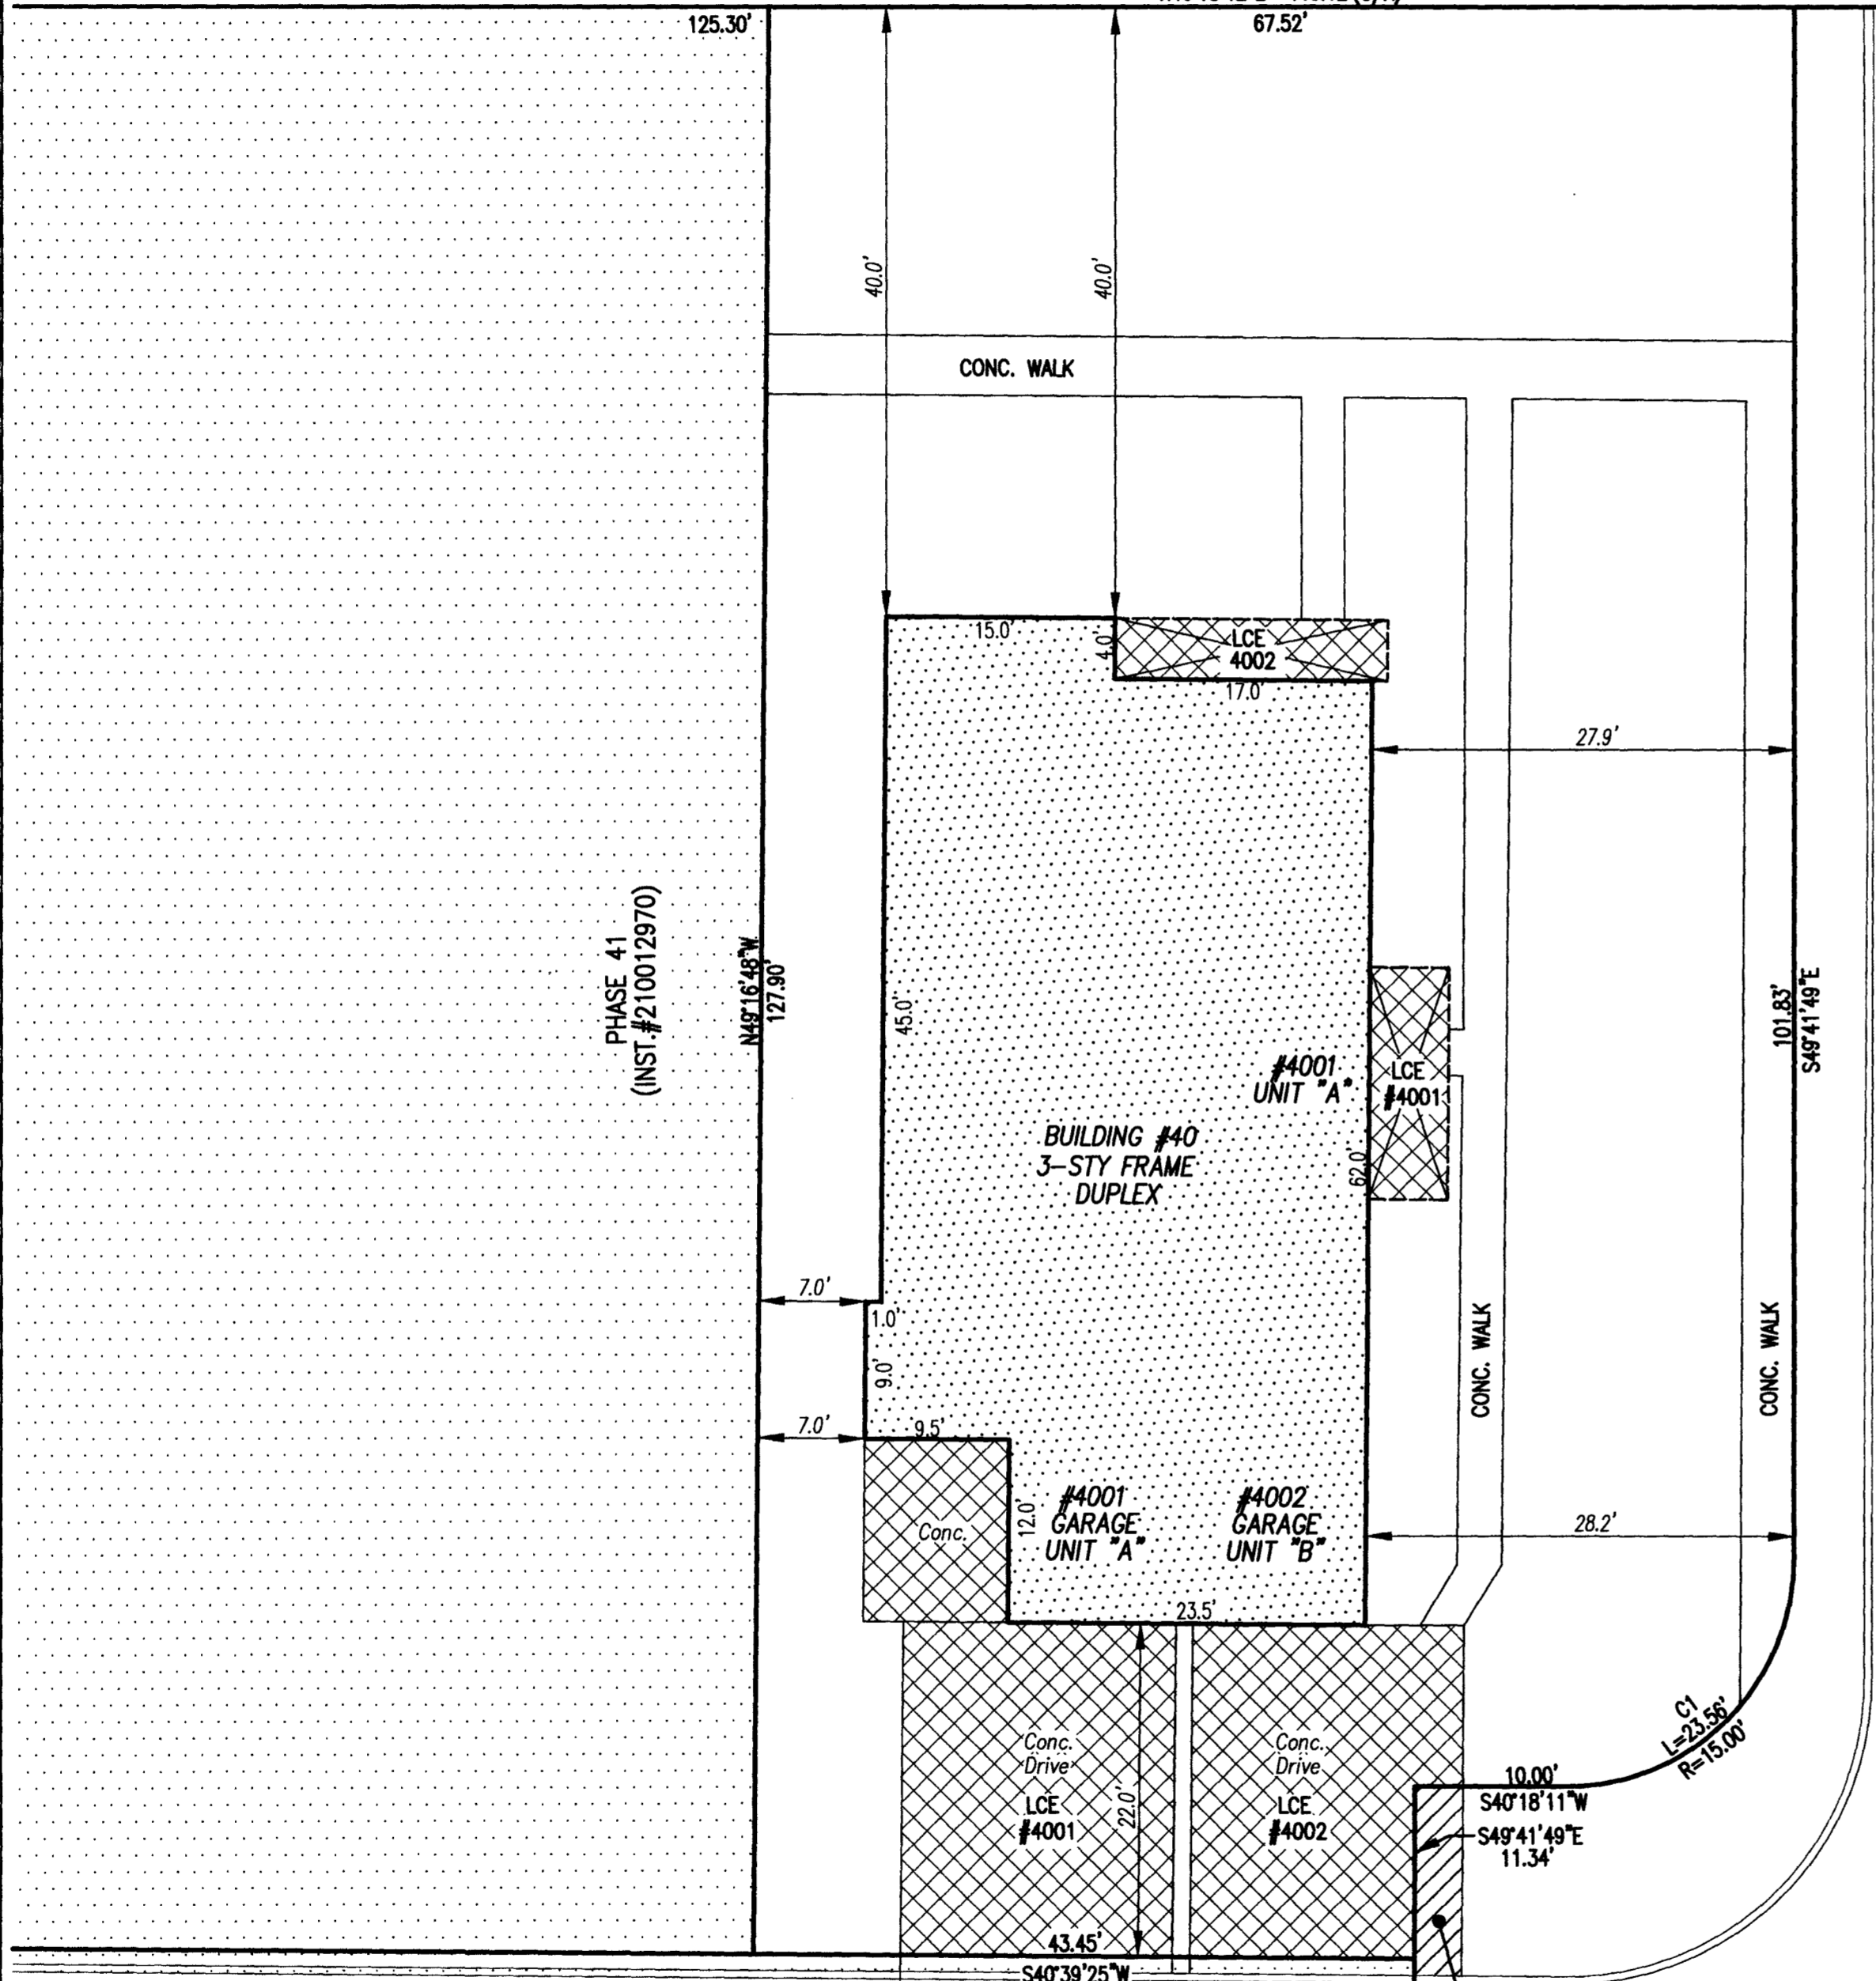 125.30'
67.52'
40.0'
40.0'
CONC. WALK
15.0'
4.0'
LCE
4002
17.0'
27.9'
PHASE 41
(INST.#210012970)
N49°16'48"W
127.90'
45.0'
#4001
UNIT "A"
LCE
#4001
101.83'
S49°41'49"E
BUILDING #40
3-STY FRAME
DUPLEX
62.0'
7.0'
1.0'
9.0'
CONC. WALK
CONC. WALK
7.0'
9.5'
Conc.
12.0'
#4001
GARAGE
UNIT "A"
#4002
GARAGE
UNIT "B"
28.2'
23.5'
C1
L=23.56'
R=15.00'
Conc.
Drive
LCE
#4001
22.0'
Conc.
Drive
LCE
#4002
10.00'
S40°18'11"W
S49°41'49"E
11.34'
43.45'
S40°39'25"W